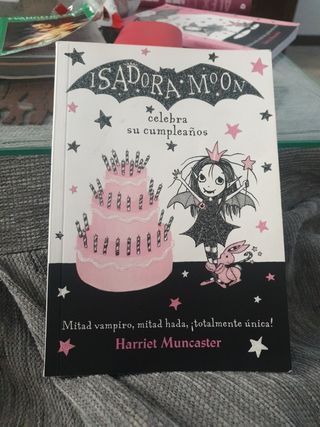 ISADORA MOON
celebra
su cumpleaños
Mitad vampiro, mitad hada, ¡totalmente única!
Harriet Muncaster